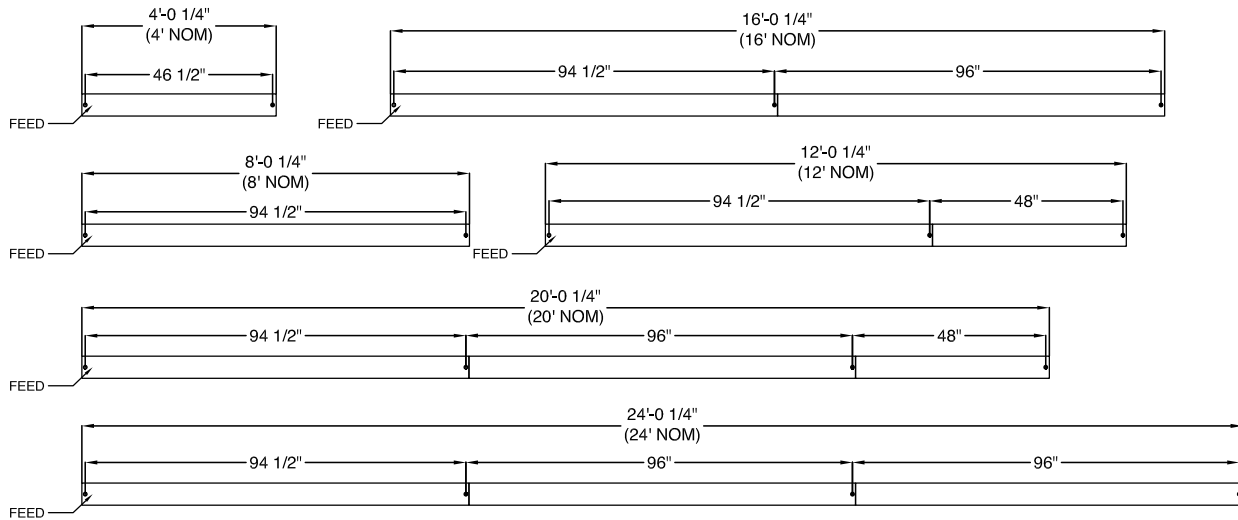 4'-0 1/4"
(4' NOM)
46 1/2"
FEED
16'-0 1/4"
(16' NOM)
94 1/2"
96"
FEED
8'-0 1/4"
(8' NOM)
94 1/2"
FEED
12'-0 1/4"
(12' NOM)
94 1/2"
48"
FEED
20'-0 1/4"
(20' NOM)
94 1/2"
96"
48"
FEED
24'-0 1/4"
(24' NOM)
94 1/2"
96"
96"
FEED